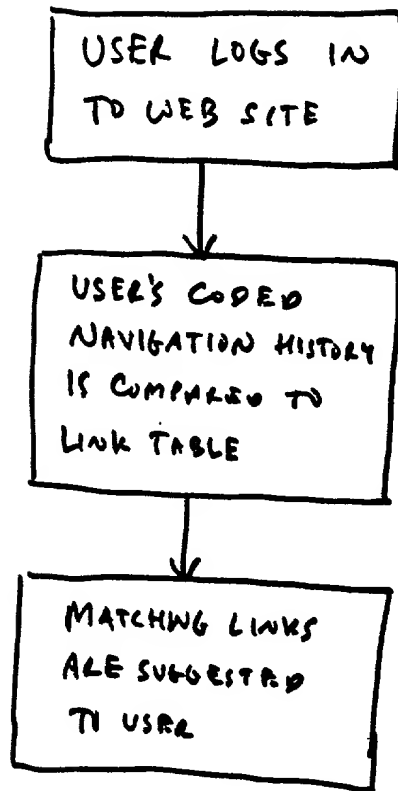 USER LOGS IN
TO WEB SITE
USER'S CODED
NAVIGATION HISTORY
IS COMPARED TO
LINK TABLE
MATCHING LINKS
ARE SUGGESTED
TO USER